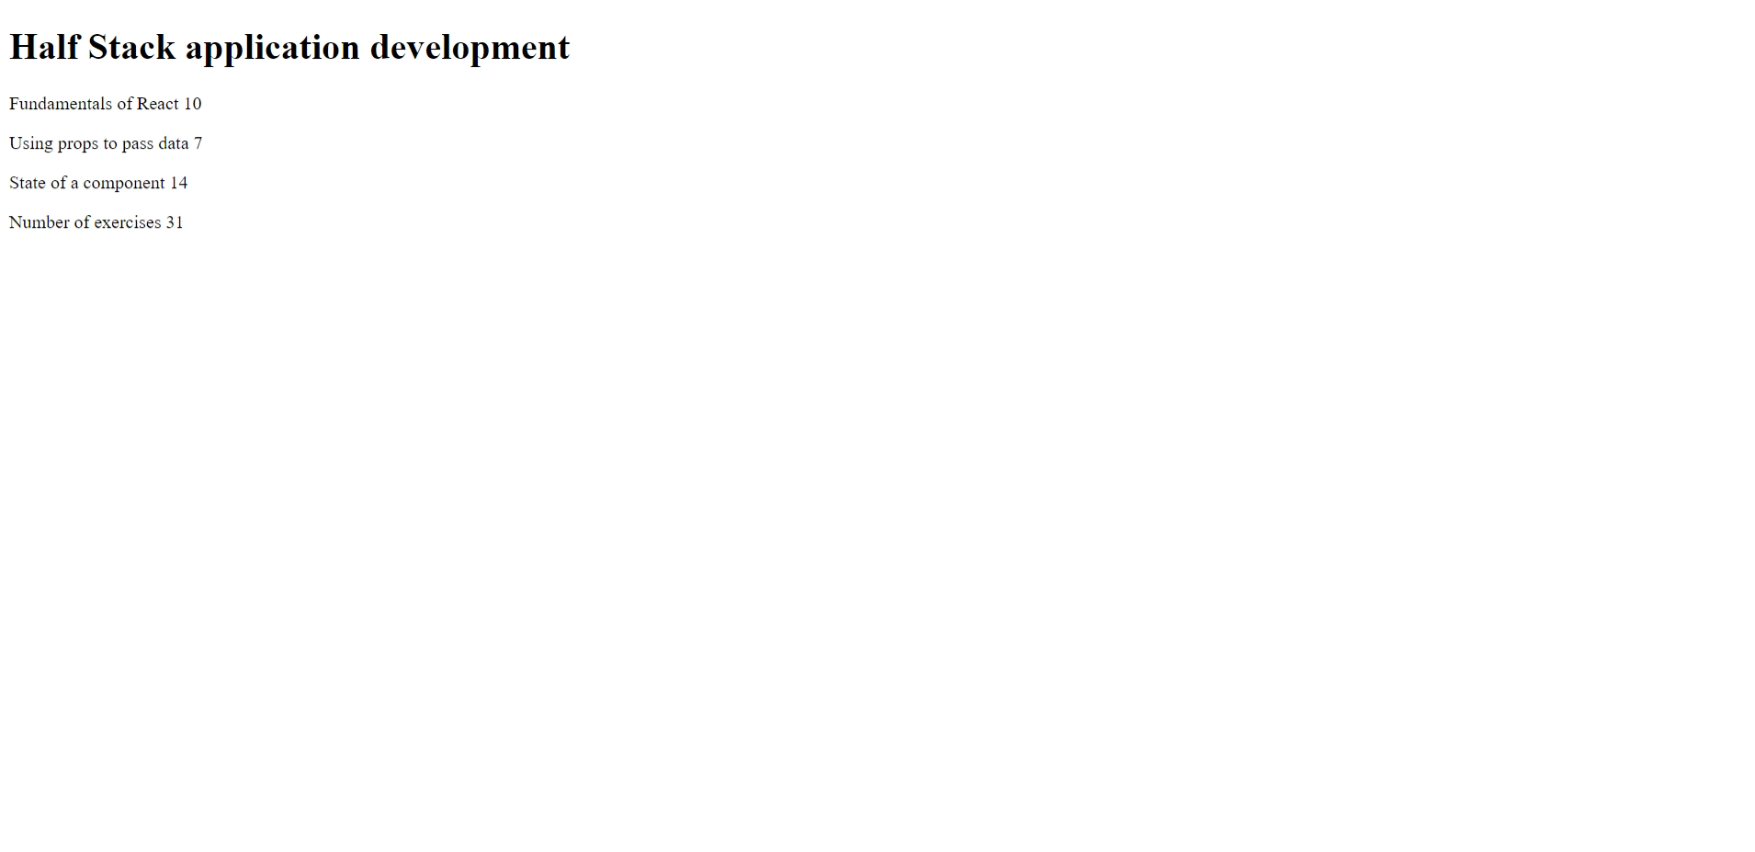 Half Stack application development
Fundamentals of React 10
Using props to pass data 7
State of a component 14
Number of exercises 31